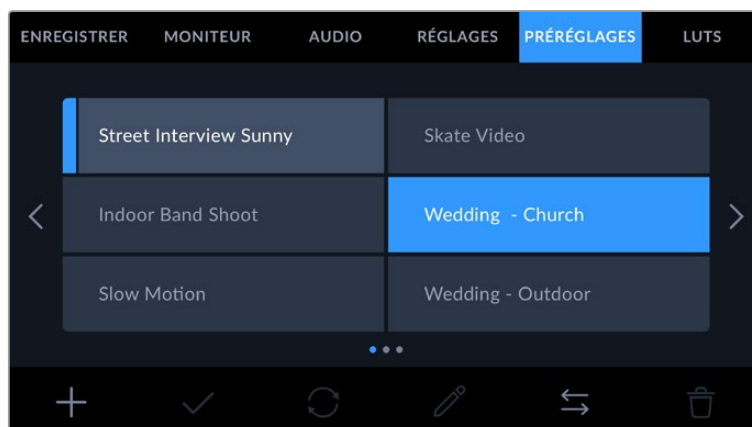 ENREGISTRER MONITEUR AUDIO RÉGLAGES PRÉRÉGLAGES LUTS
Street Interview Sunny Skate Video
Indoor Band Shoot Wedding - Church
Slow Motion Wedding - Outdoor